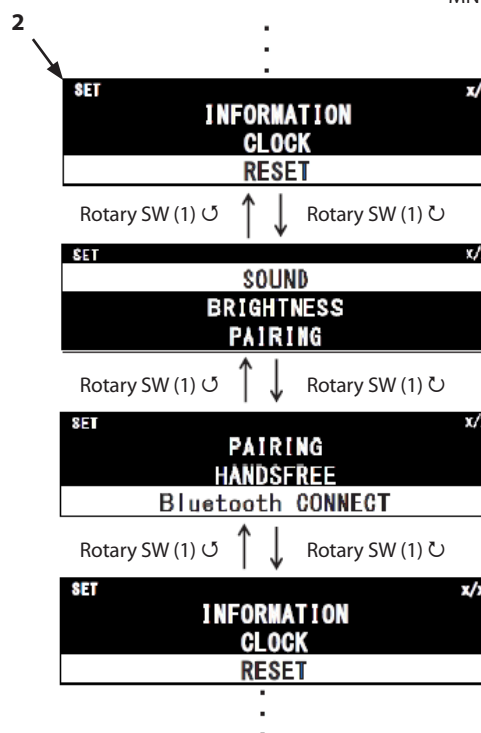 MN
2
SET x/
INFORMATION
CLOCK
RESET
Rotary SW (1) ↺ Rotary SW (1) ↻
SET x/
SOUND
BRIGHTNESS
PAIRING
Rotary SW (1) ↺ Rotary SW (1) ↻
SET x/
PAIRING
HANDSFREE
Bluetooth CONNECT
Rotary SW (1) ↺ Rotary SW (1) ↻
SET x/x
INFORMATION
CLOCK
RESET